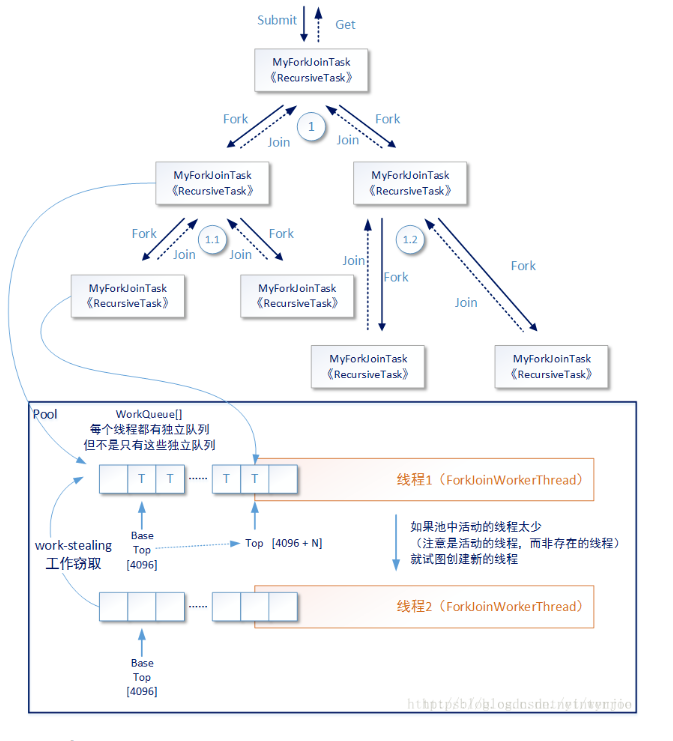 Submit
Get
MyForkJoinTask
《RecursiveTask》
Fork
Join
1
Join
Fork
MyForkJoinTask
《RecursiveTask》
MyForkJoinTask
《RecursiveTask》
Fork
Join
1.1
Join
Fork
1.2
Join
Fork
Join
Fork
MyForkJoinTask
《RecursiveTask》
MyForkJoinTask
《RecursiveTask》
MyForkJoinTask
《RecursiveTask》
MyForkJoinTask
《RecursiveTask》
Pool
WorkQueue[]
每个线程都有独立队列
但不是只有这些独立队列
T T ...... T T
线程1（ForkJoinWorkerThread）
Base
Top
[4096]
Top [4096 + N]
如果池中活动的线程太少
（注意是活动的线程，而非存在的线程）
就试图创建新的线程
work-stealing
工作窃取
......
线程2（ForkJoinWorkerThread）
Base
Top
[4096]